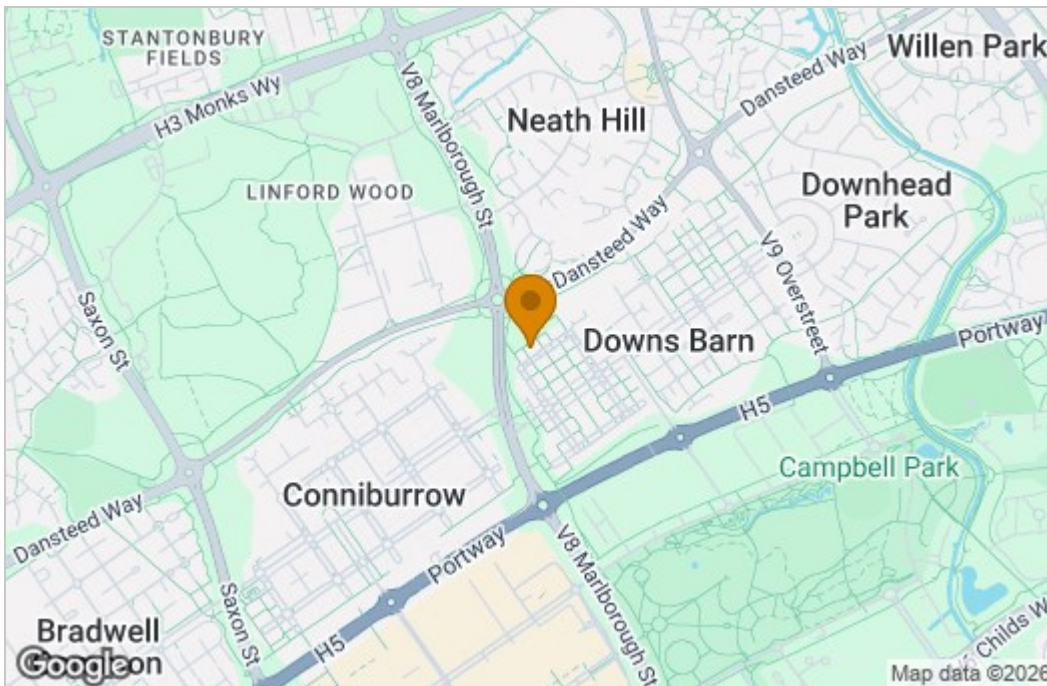 STANTONBURY
FIELDS
H3 Monks Wy
V8 Marlborough St
Neath Hill
Dansteed Way
Willen Park
LINFORD WOOD
Downhead
Park
Dansteed Way
V9 Overstreet
Saxon St
Downs Barn
Portway
H5
Conniburrow
Campbell Park
Dansteed Way
Portway
V8 Marlborough St
Saxon St
H5
Childs W
Bradwell
Google
Map data ©2026